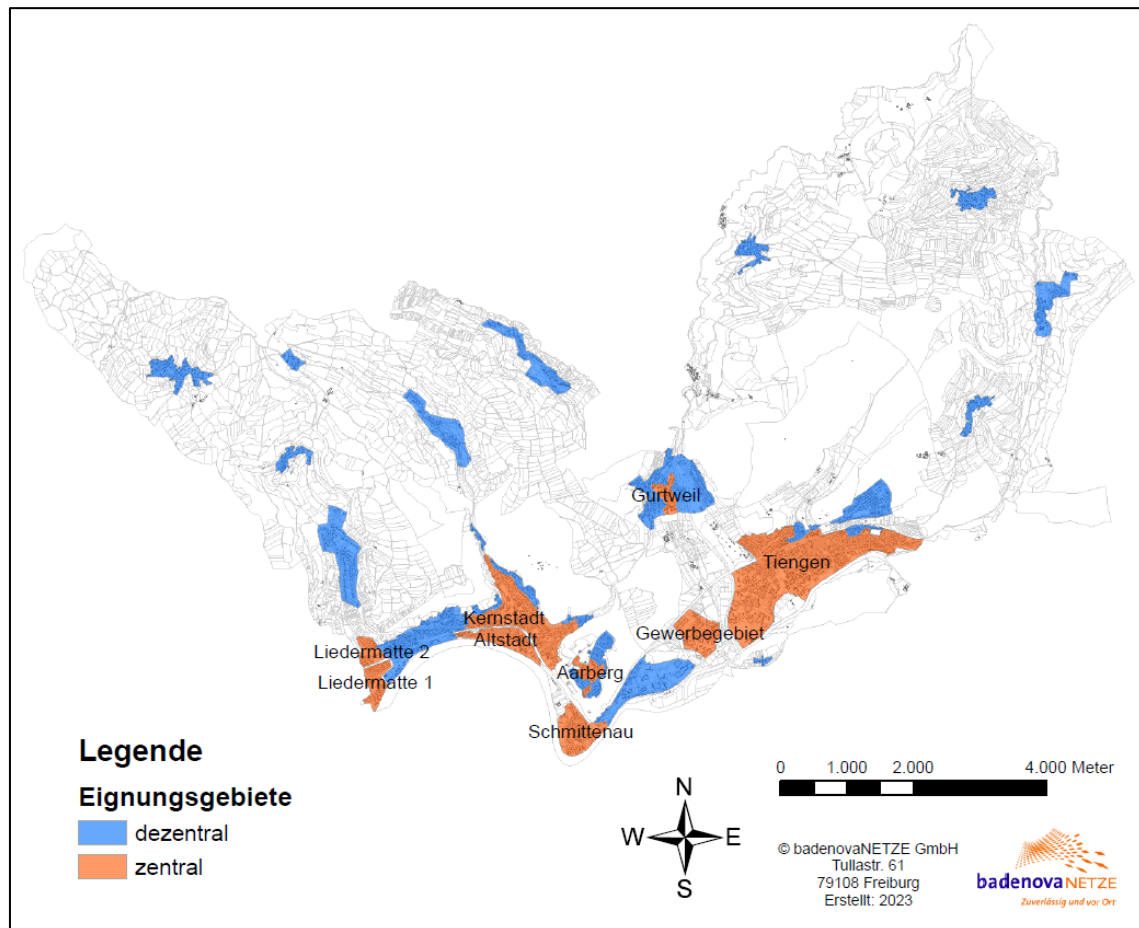 Gurtweil
Tiengen
Kernstadt
Altstadt
Gewerbegebiet
Liedermatte 2
Aarberg
Liedermatte 1
Schmittenau
Legende
Eignungsgebiete
dezentral
zentral
0 1.000 2.000 4.000 Meter
N
W E
S
© badenovaNETZE GmbH
Tullastr. 61
79108 Freiburg
Erstellt: 2023
badenovaNETZE
Zuverlässig und vor Ort